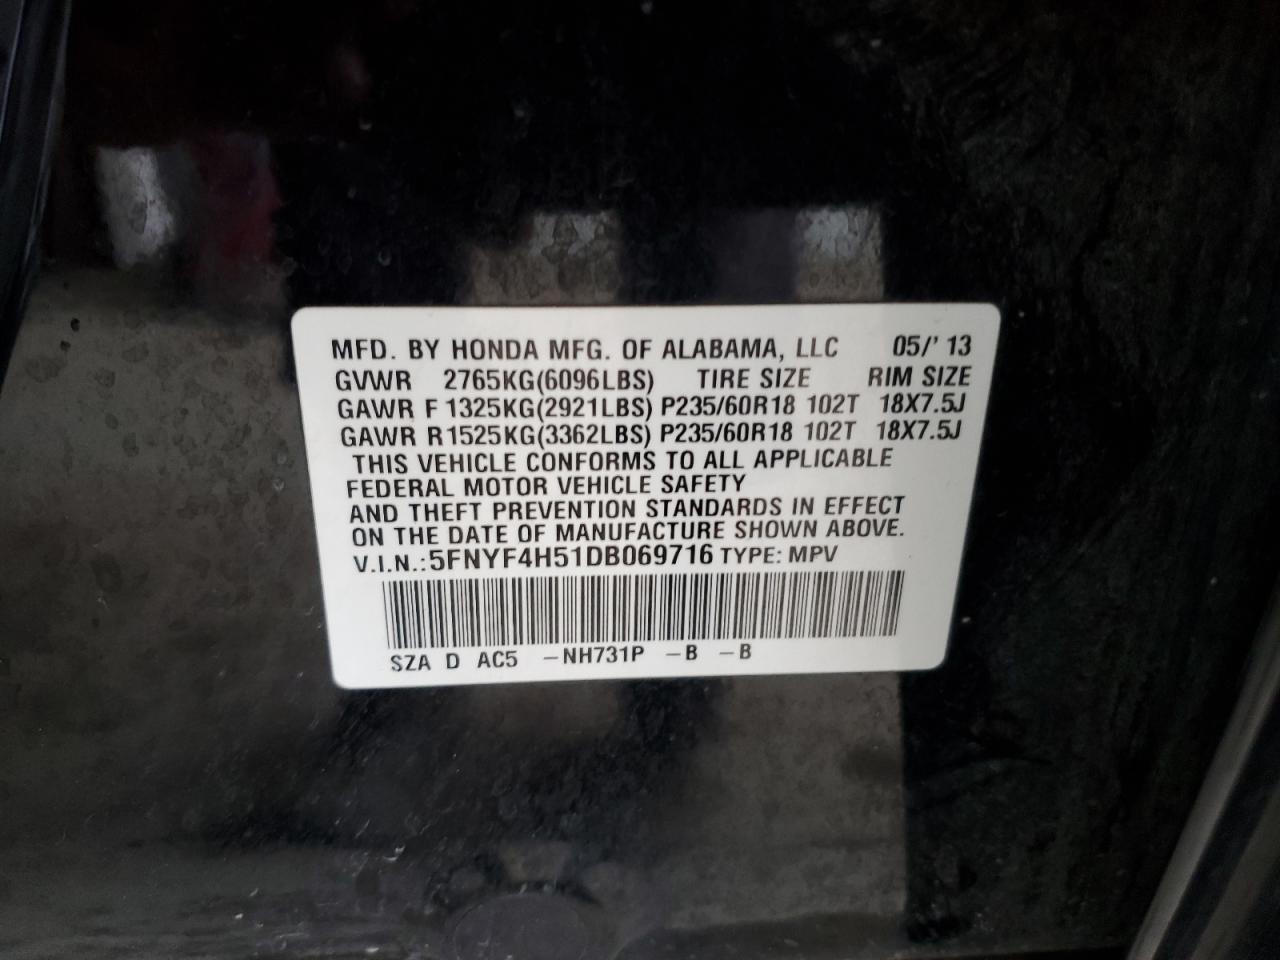 MFD. BY HONDA MFG. OF ALABAMA, LLC 05/' 13
GVWR 2765KG(6096LBS) TIRE SIZE RIM SIZE
GAWR F 1325KG(2921LBS) P235/60R18 102T 18X7.5J
GAWR R1525KG(3362LBS) P235/60R18 102T 18X7.5J
THIS VEHICLE CONFORMS TO ALL APPLICABLE
FEDERAL MOTOR VEHICLE SAFETY
AND THEFT PREVENTION STANDARDS IN EFFECT
ON THE DATE OF MANUFACTURE SHOWN ABOVE.
V.I.N.:5FNYF4H51DB069716 TYPE: MPV
SZA D AC5 –NH731P –B –B